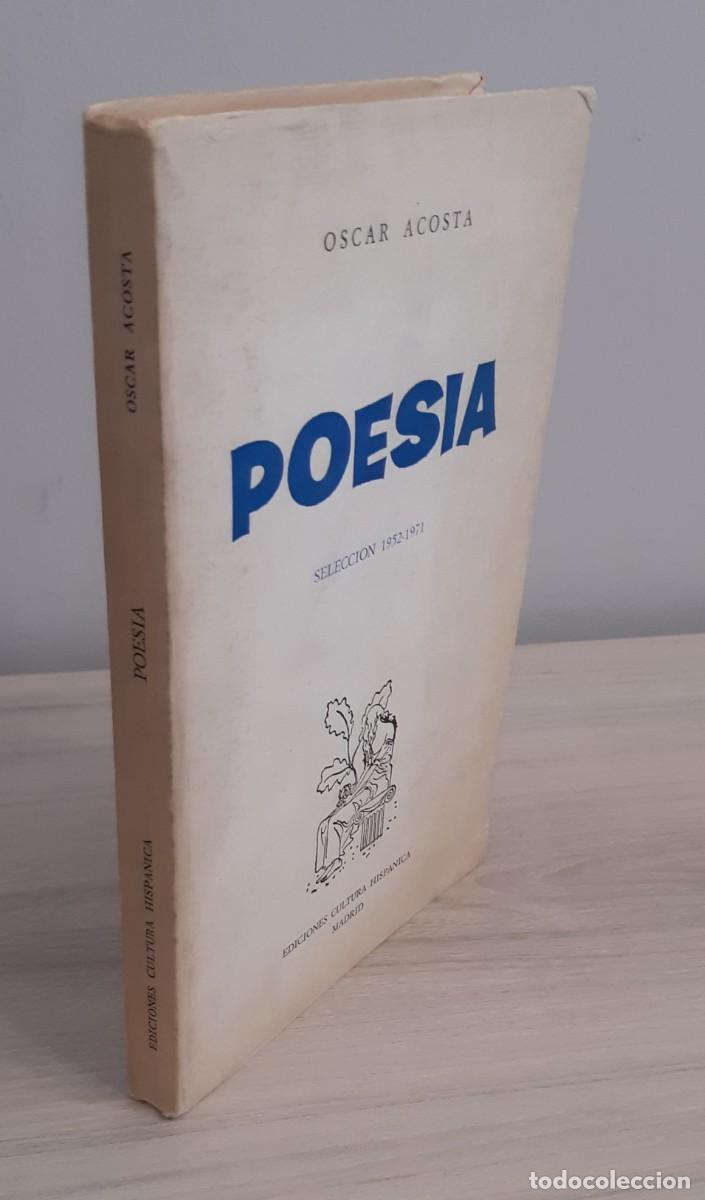 OSCAR ACOSTA
POESIA
SELECCION 1952-1971
EDICIONES CULTURA HISPANICA
MADRID
OSCAR ACOSTA
POESIA
EDICIONES CULTURA HISPANICA
todocoleccion